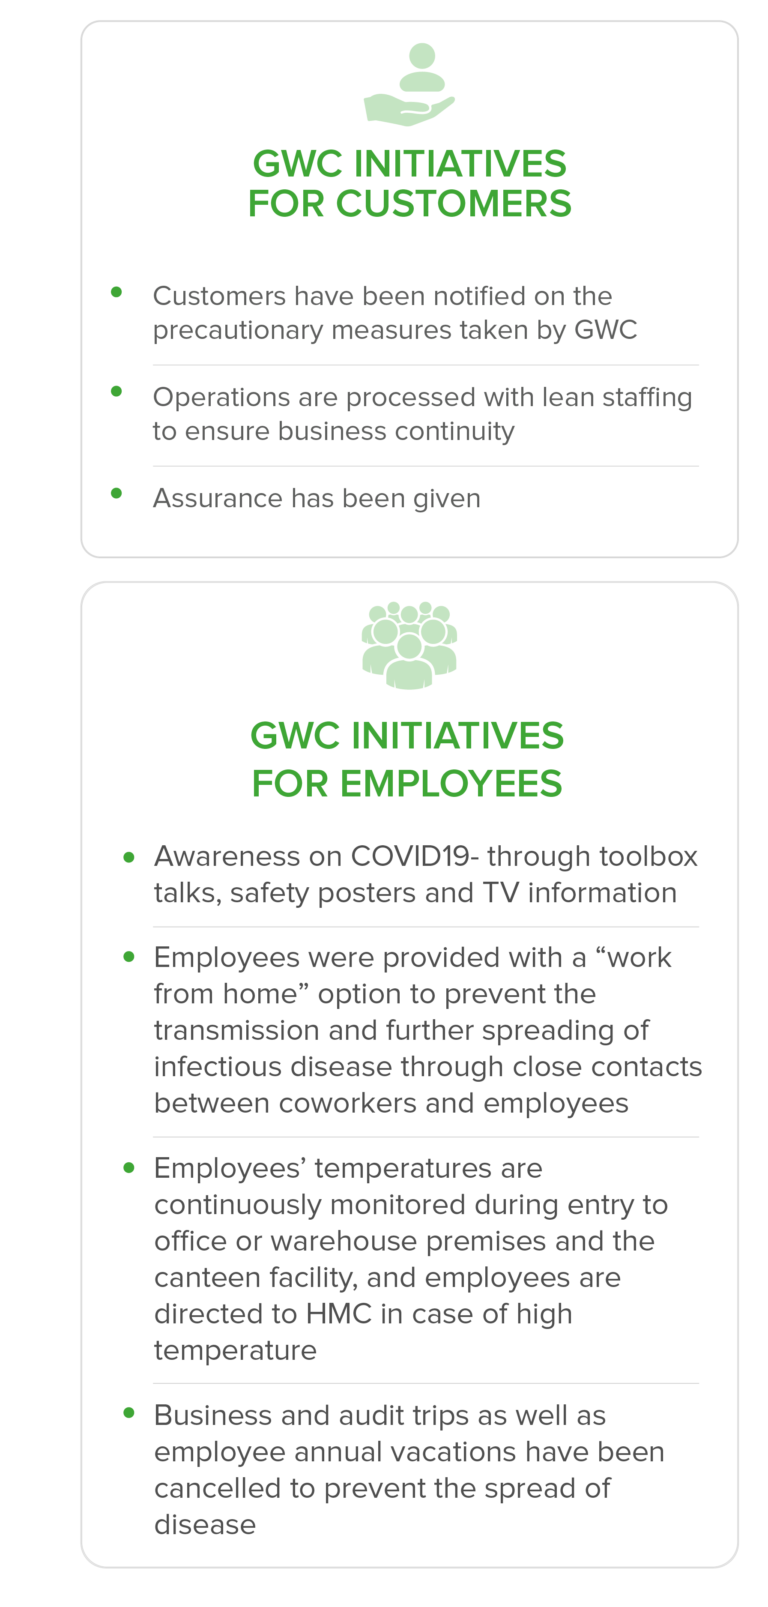 GWC INITIATIVES
FOR CUSTOMERS
Customers have been notified on the
precautionary measures taken by GWC
Operations are processed with lean staffing
to ensure business continuity
Assurance has been given
GWC INITIATIVES
FOR EMPLOYEES
Awareness on COVID19- through toolbox
talks, safety posters and TV information
Employees were provided with a “work
from home” option to prevent the
transmission and further spreading of
infectious disease through close contacts
between coworkers and employees
Employees’ temperatures are
continuously monitored during entry to
office or warehouse premises and the
canteen facility, and employees are
directed to HMC in case of high
temperature
Business and audit trips as well as
employee annual vacations have been
cancelled to prevent the spread of
disease